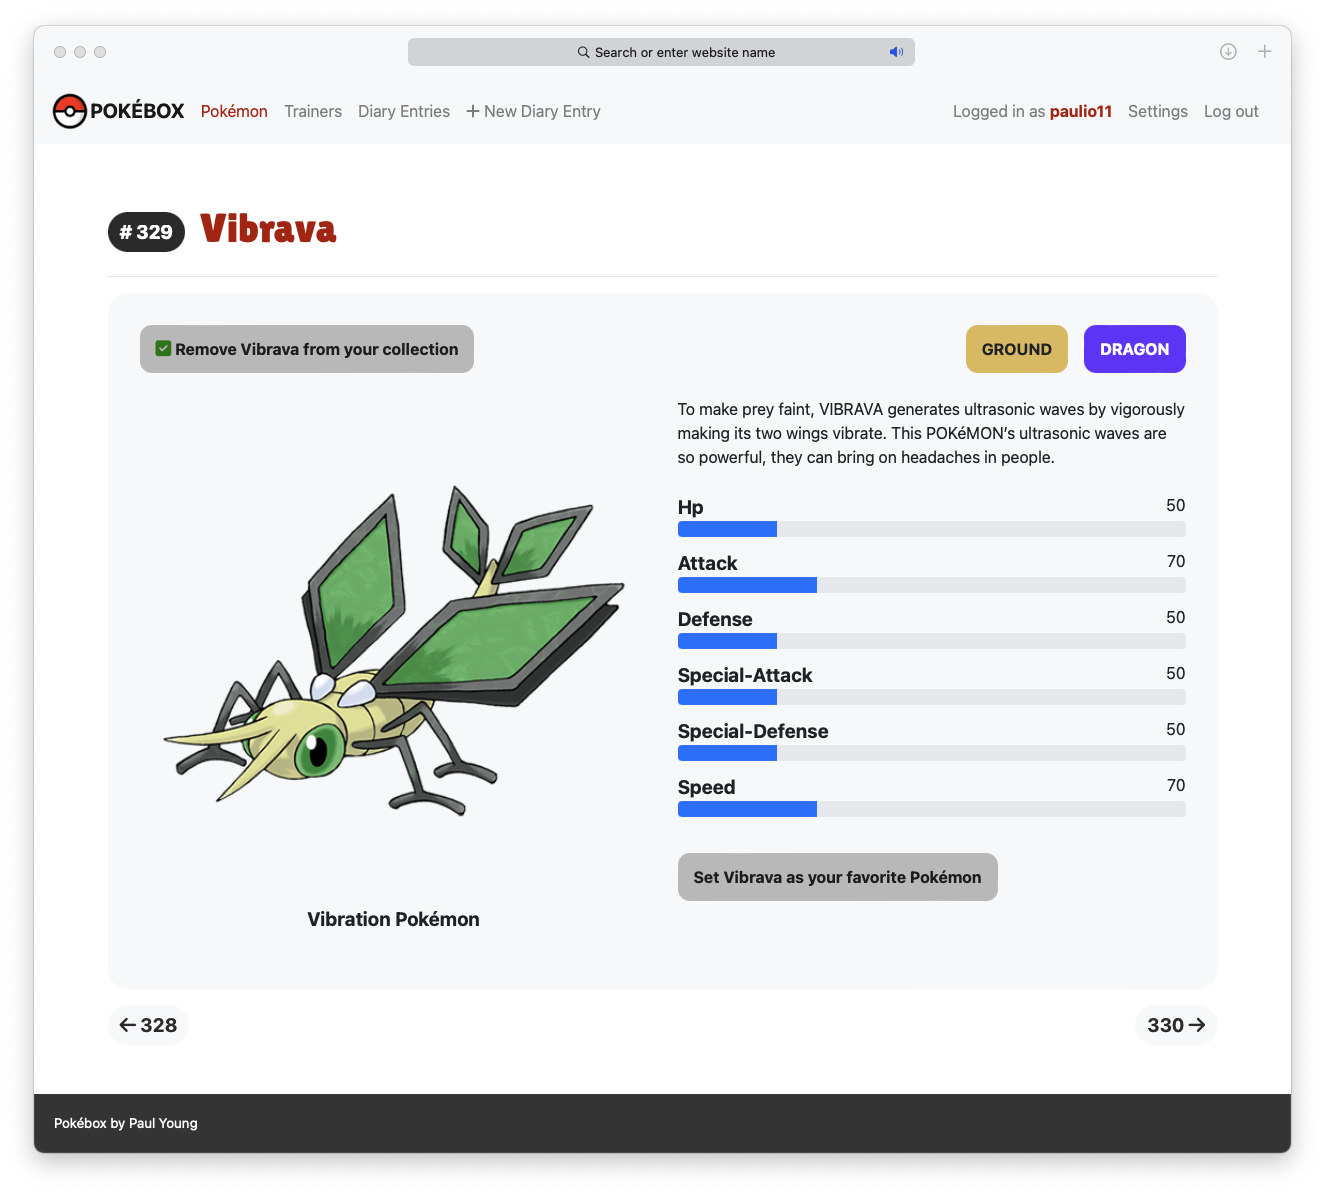 Search or enter website name
POKÉBOX Pokémon Trainers Diary Entries + New Diary Entry Logged in as paulio11 Settings Log out
# 329 Vibrava
Remove Vibrava from your collection
GROUND DRAGON
To make prey faint, VIBRAVA generates ultrasonic waves by vigorously
making its two wings vibrate. This POKéMON’s ultrasonic waves are
so powerful, they can bring on headaches in people.
Hp 50
Attack 70
Defense 50
Special-Attack 50
Special-Defense 50
Speed 70
Set Vibrava as your favorite Pokémon
Vibration Pokémon
← 328
330 →
Pokébox by Paul Young